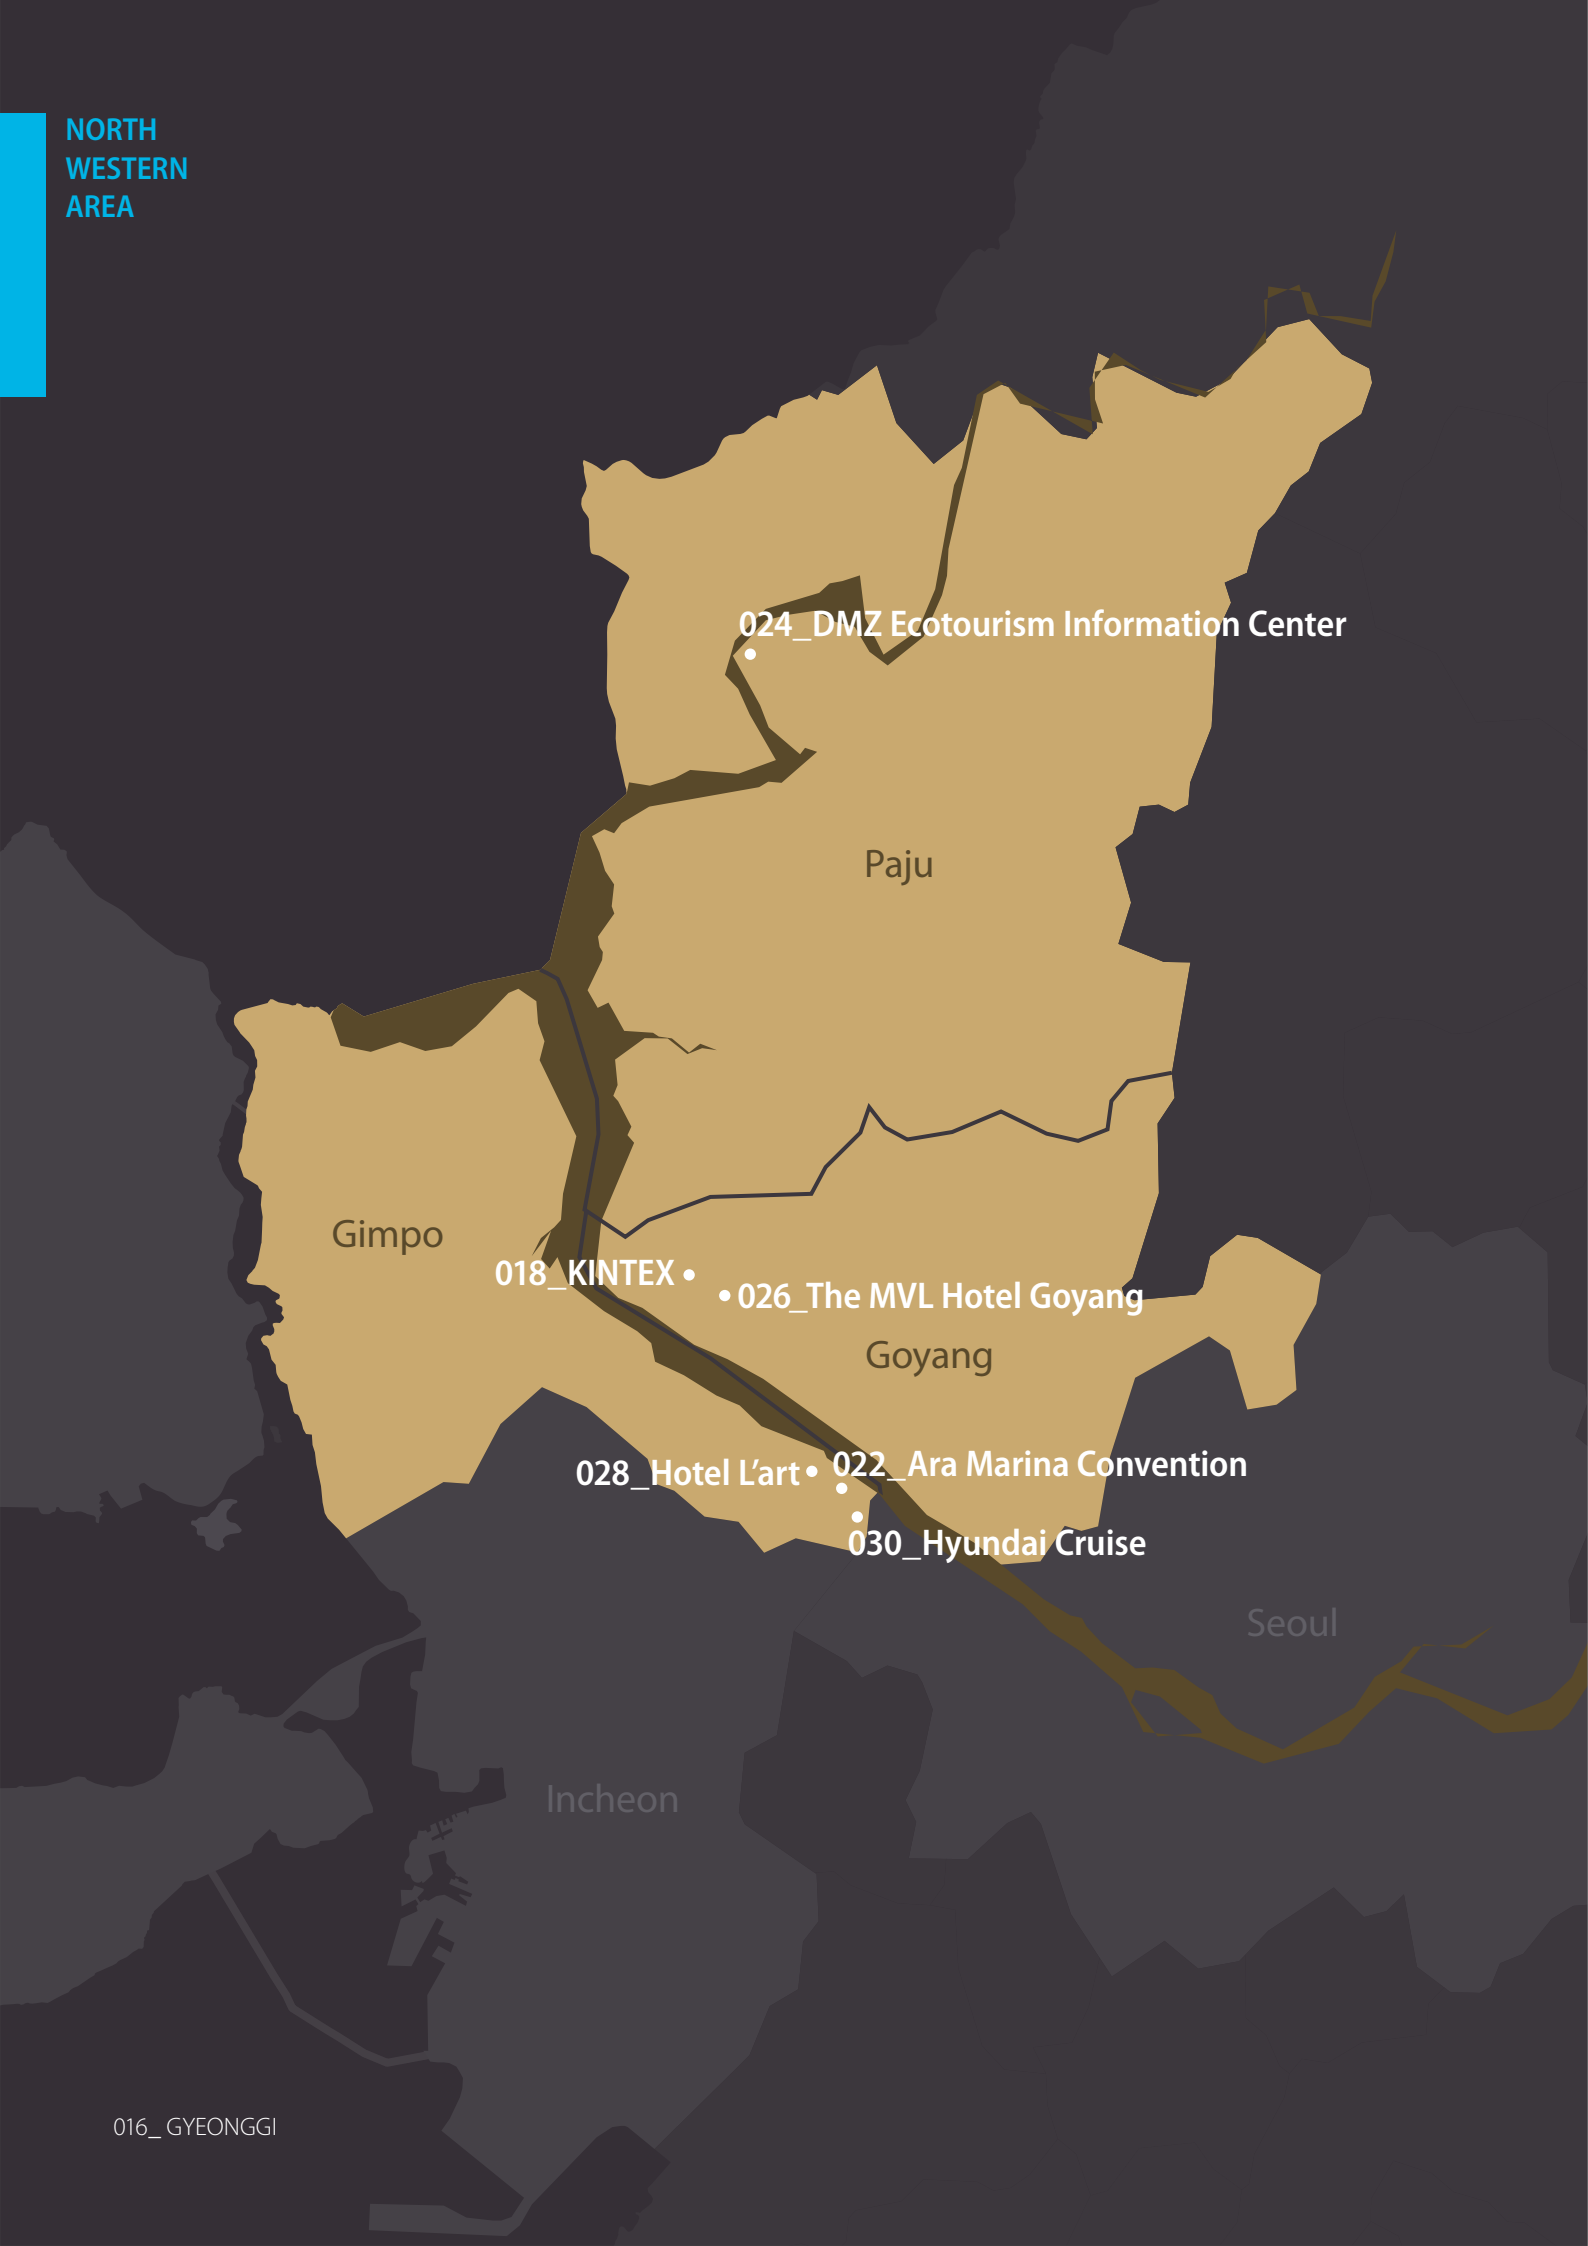 NORTH
WESTERN
AREA
024_DMZ Ecotourism Information Center
Paju
Gimpo
018_KINTEX
026_The MVL Hotel Goyang
Goyang
022_Ara Marina Convention
028_Hotel L’art
030_Hyundai Cruise
Seoul
Incheon
016_ GYEONGGI